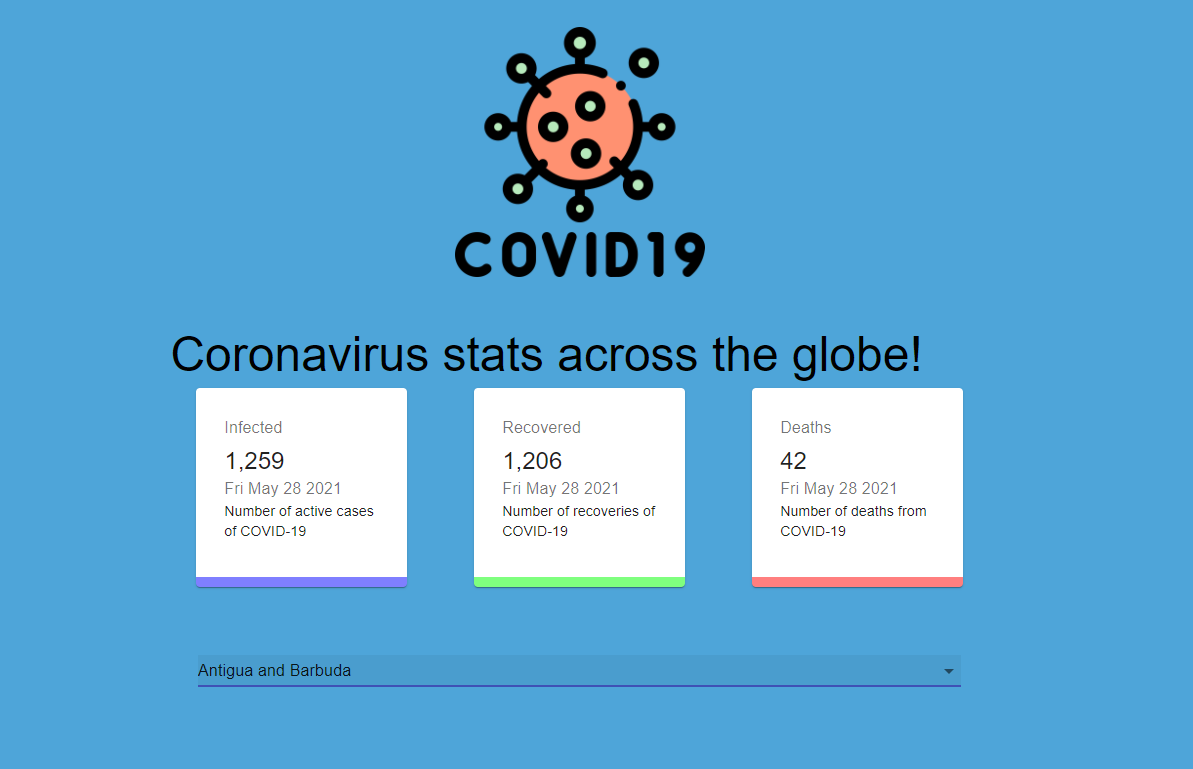 COVID19
Coronavirus stats across the globe!
Infected
1,259
Fri May 28 2021
Number of active cases
of COVID-19
Recovered
1,206
Fri May 28 2021
Number of recoveries of
COVID-19
Deaths
42
Fri May 28 2021
Number of deaths from
COVID-19
Antigua and Barbuda